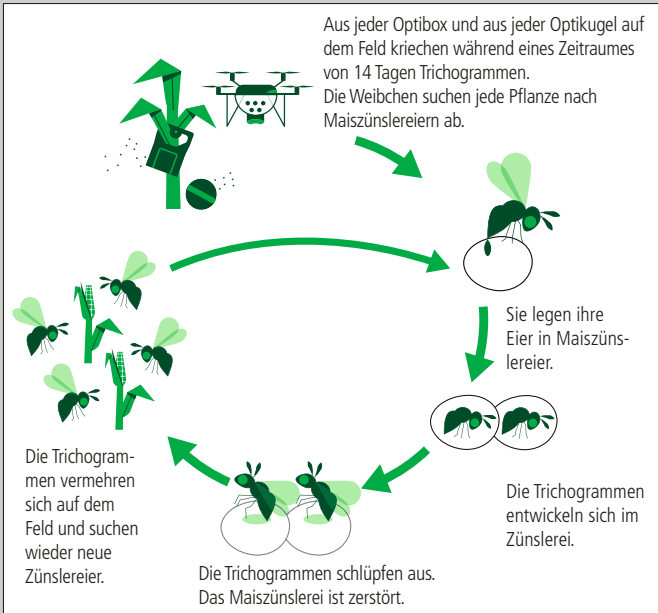 Aus jeder Optibox und aus jeder Optikugel auf
dem Feld kriechen während eines Zeitraumes
von 14 Tagen Trichogrammen.
Die Weibchen suchen jede Pflanze nach
Maiszünslereiern ab.
Sie legen ihre
Eier in Maiszüns-
lereier.
Die Trichogrammen
entwickeln sich im
Zünslerei.
Die Trichogrammen schlüpfen aus.
Das Maiszünslerei ist zerstört.
Die Trichogram-
men vermehren
sich auf dem
Feld und suchen
wieder neue
Zünslereier.